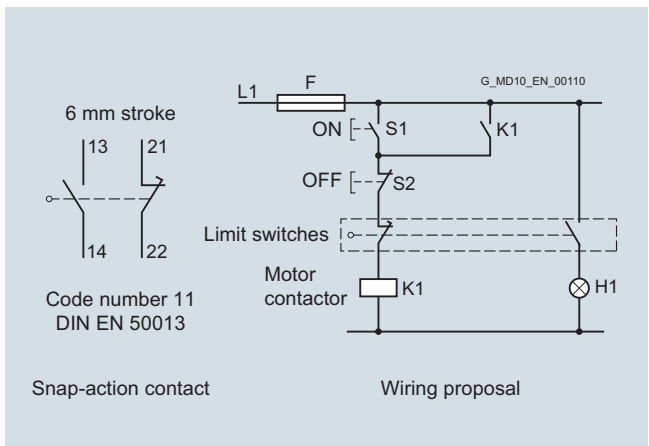 6 mm stroke
13 21
14 22
Code number 11
DIN EN 50013
Snap-action contact
G_MD10_EN_00110
L1 F
ON S1 K1
OFF S2
Limit switches
Motor
contactor K1 H1
Wiring proposal